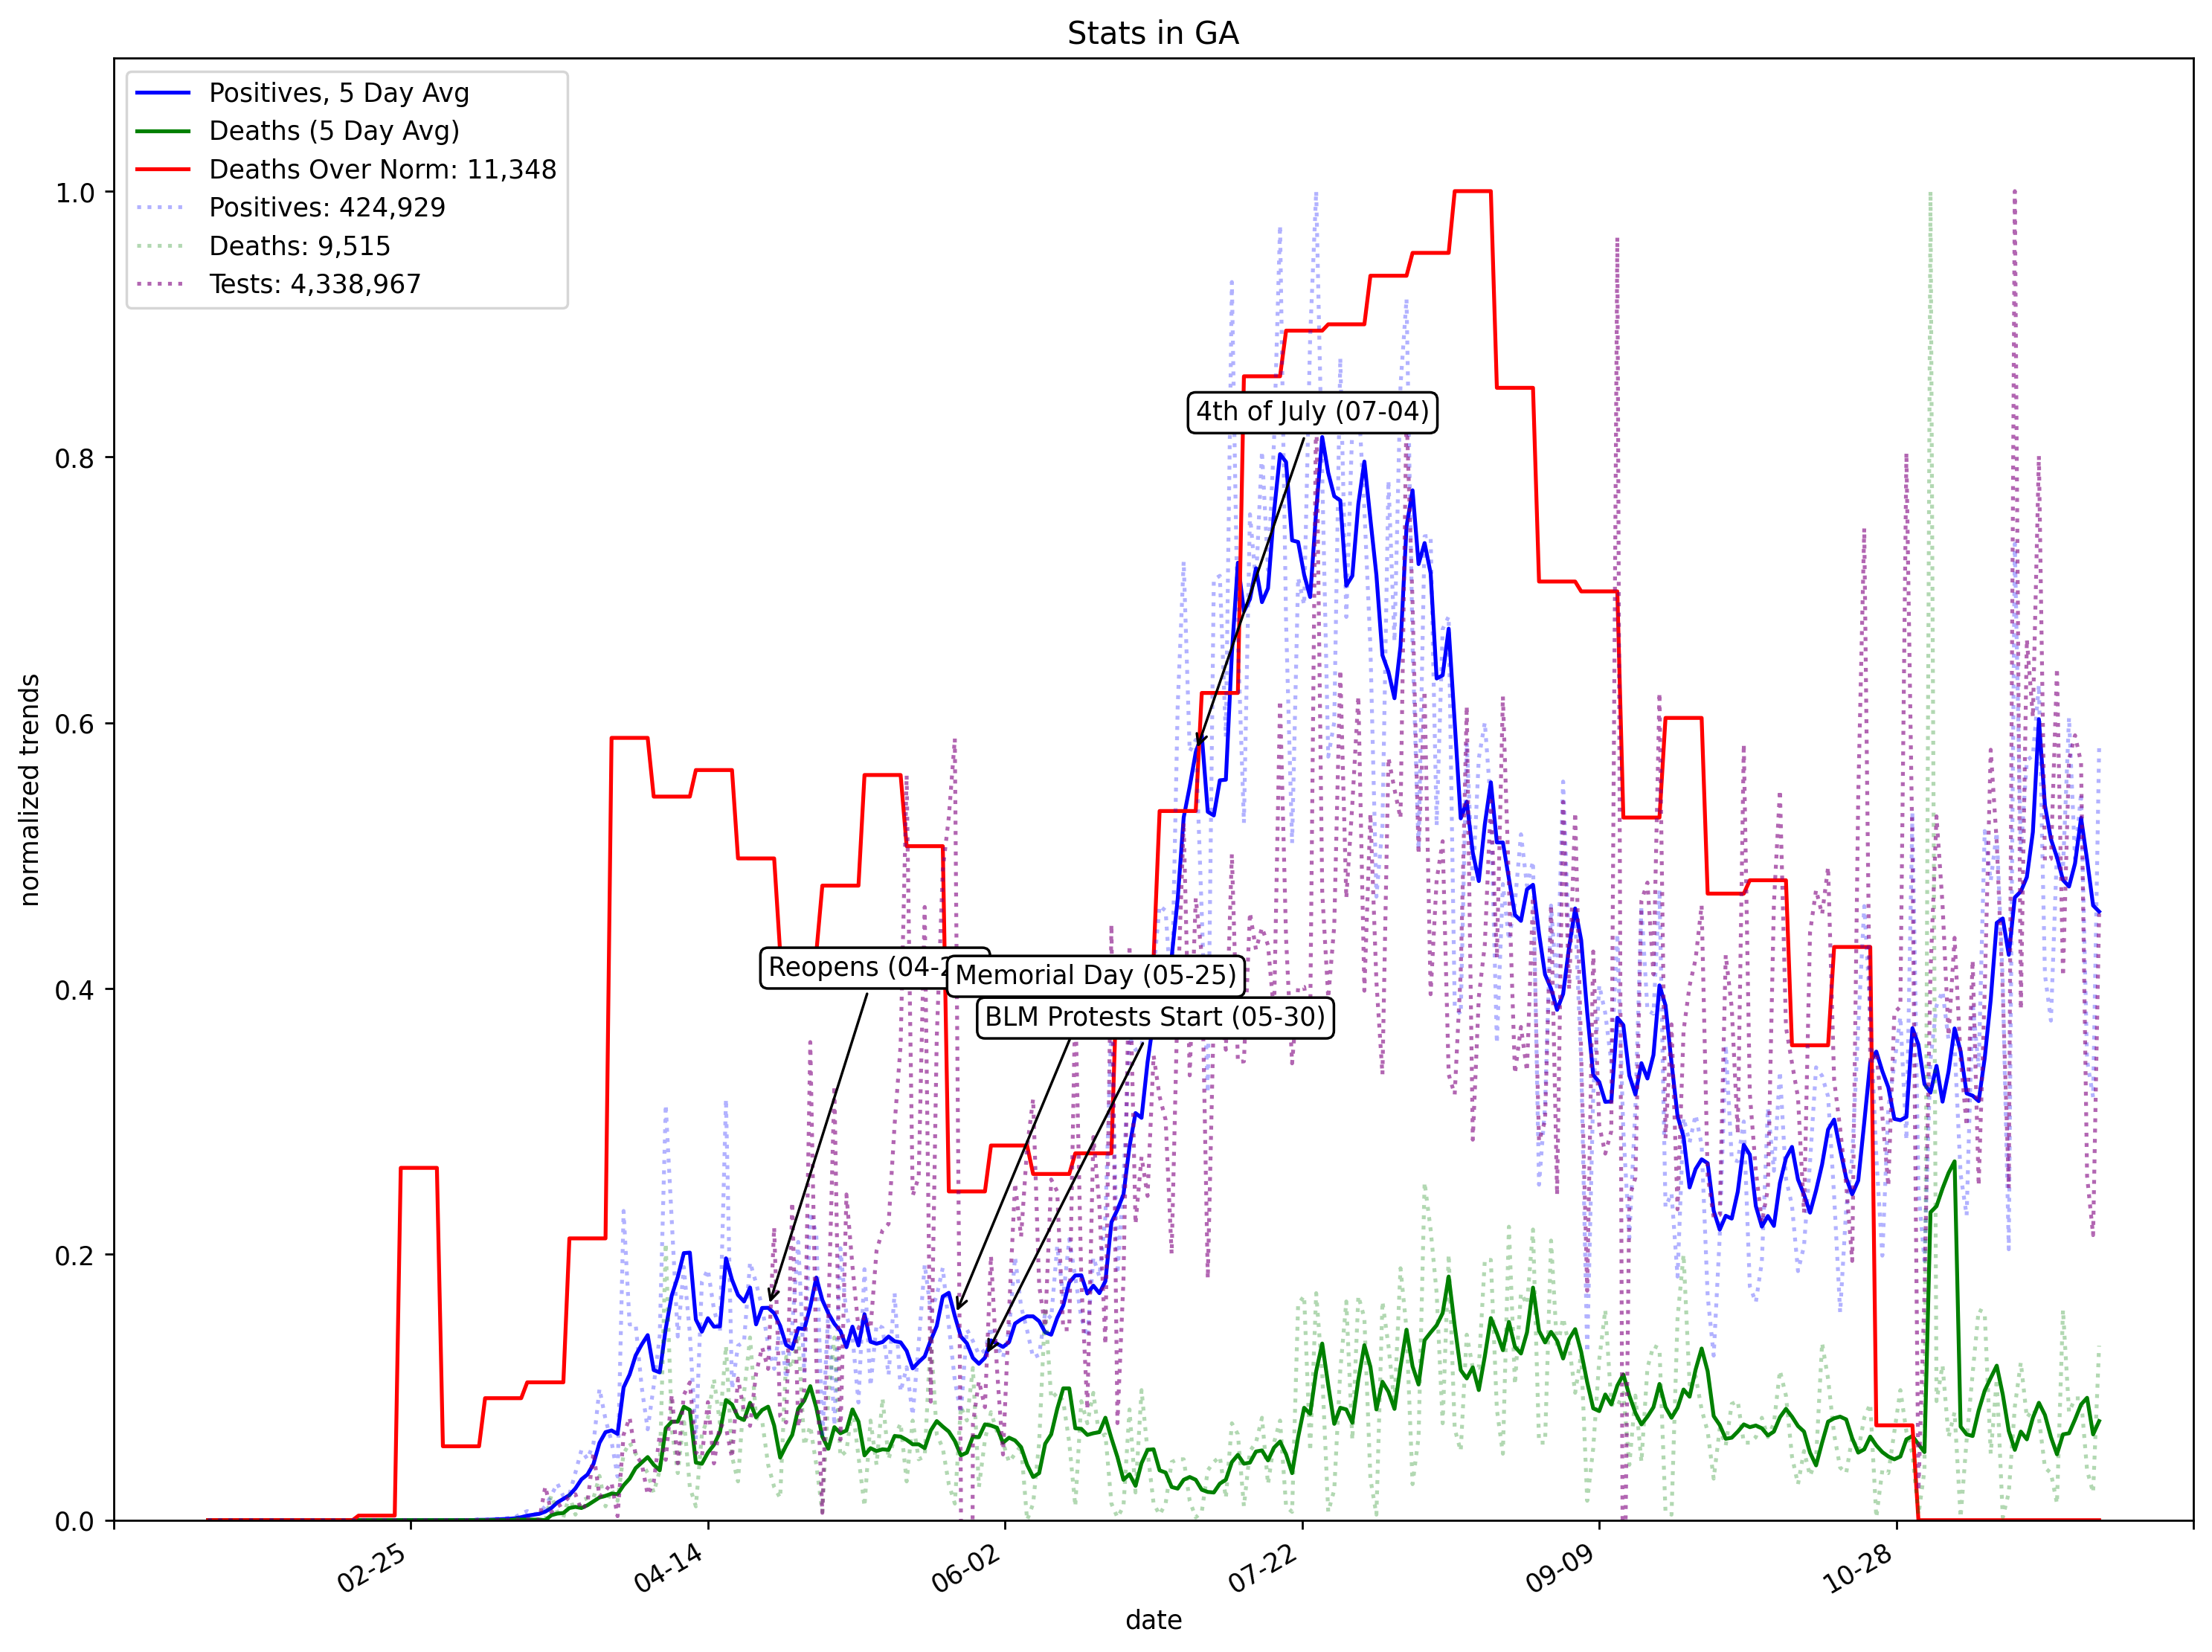 Stats in GA
Positives, 5 Day Avg
Deaths (5 Day Avg)
Deaths Over Norm: 11,348
Positives: 424,929
Deaths: 9,515
Tests: 4,338,967
1.0
0.8
0.6
0.4
0.2
0.0
normalized trends
4th of July (07-04)
Reopens (04-2
Memorial Day (05-25)
BLM Protests Start (05-30)
02-25
04-14
06-02
07-22
09-09
10-28
date